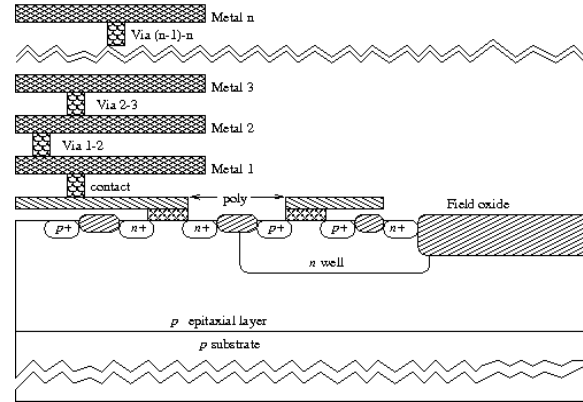 Metal n
Via (n-1)-n
Metal 3
Via 2-3
Metal 2
Via 1-2
Metal 1
contact
poly
Field oxide
p+ n+ n+ p+ p+ n+
n well
p epitaxial layer
p substrate